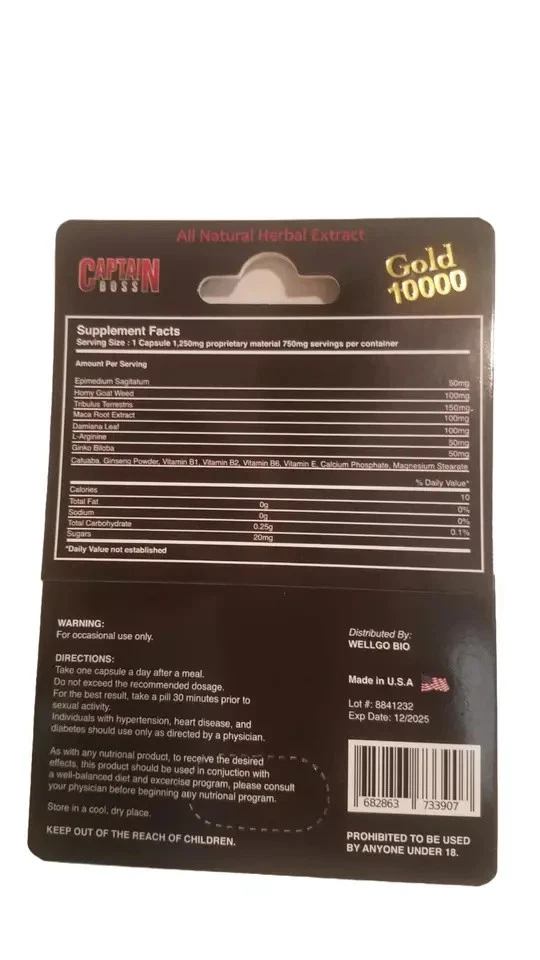 All Natural Herbal Extract
CAPTAIN
BOSS
Gold
10000
Supplement Facts
Serving Size : 1 Capsule 1,250mg proprietary material 750mg servings per container
Amount Per Serving
Epimedium Sagitatum 50mg
Horny Goat Weed 100mg
Tribulus Terrestris 150mg
Maca Root Extract 100mg
Damiana Leaf 100mg
L-Arginine 50mg
Ginko Biloba 50mg
Catuaba, Ginseng Powder, Vitamin B1, Vitamin B2, Vitamin B6, Vitamin E, Calcium Phosphate, Magnesium Stearate
% Daily Value*
Calories 10
Total Fat 0g 0%
Sodium 0g 0%
Total Carbohydrate 0.25g 0.1%
Sugars 20mg
*Daily Value not established
WARNING:
For occasional use only.
DIRECTIONS:
Take one capsule a day after a meal.
Do not exceed the recommended dosage.
For the best result, take a pill 30 minutes prior to
sexual activity.
Individuals with hypertension, heart disease, and
diabetes should use only as directed by a physician.
As with any nutrional product, to receive the desired
effects, this product should be used in conjuction with
a well-balanced diet and excercise program, please consult
your physician before beginning any nutrional program.
Store in a cool, dry place.
KEEP OUT OF THE REACH OF CHILDREN.
Distributed By:
WELLGO BIO
Made in U.S.A
Lot #: 8841232
Exp Date: 12/2025
682863 733907
PROHIBITED TO BE USED
BY ANYONE UNDER 18.